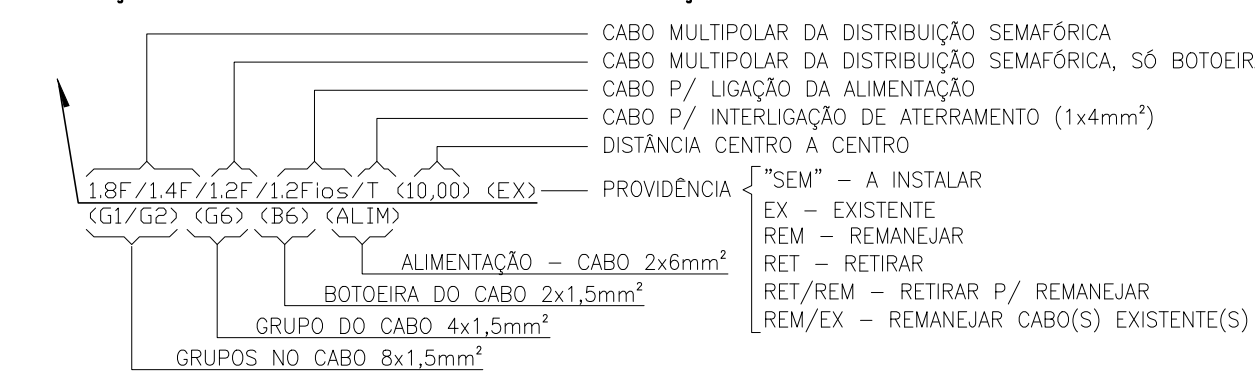 CABO MULTIPOLAR DA DISTRIBUIÇÃO SEMAFÓRICA
CABO MULTIPOLAR DA DISTRIBUIÇÃO SEMAFÓRICA, SÓ BOTOEIR
CABO P/ LIGAÇÃO DA ALIMENTAÇÃO
CABO P/ INTERLIGAÇÃO DE ATERRAMENTO (1x4mm²)
DISTÂNCIA CENTRO A CENTRO
1.8F/1.4F/1.2F/1.2Fios/T (10,00) (EX)
PROVIDÊNCIA
(G1/G2) (G6) (B6) (ALIM)
"SEM" – A INSTALAR
EX – EXISTENTE
REM – REMANEJAR
RET – RETIRAR
RET/REM – RETIRAR P/ REMANEJAR
REM/EX – REMANEJAR CABO(S) EXISTENTE(S)
ALIMENTAÇÃO – CABO 2x6mm²
BOTOEIRA DO CABO 2x1,5mm²
GRUPO DO CABO 4x1,5mm²
GRUPOS NO CABO 8x1,5mm²